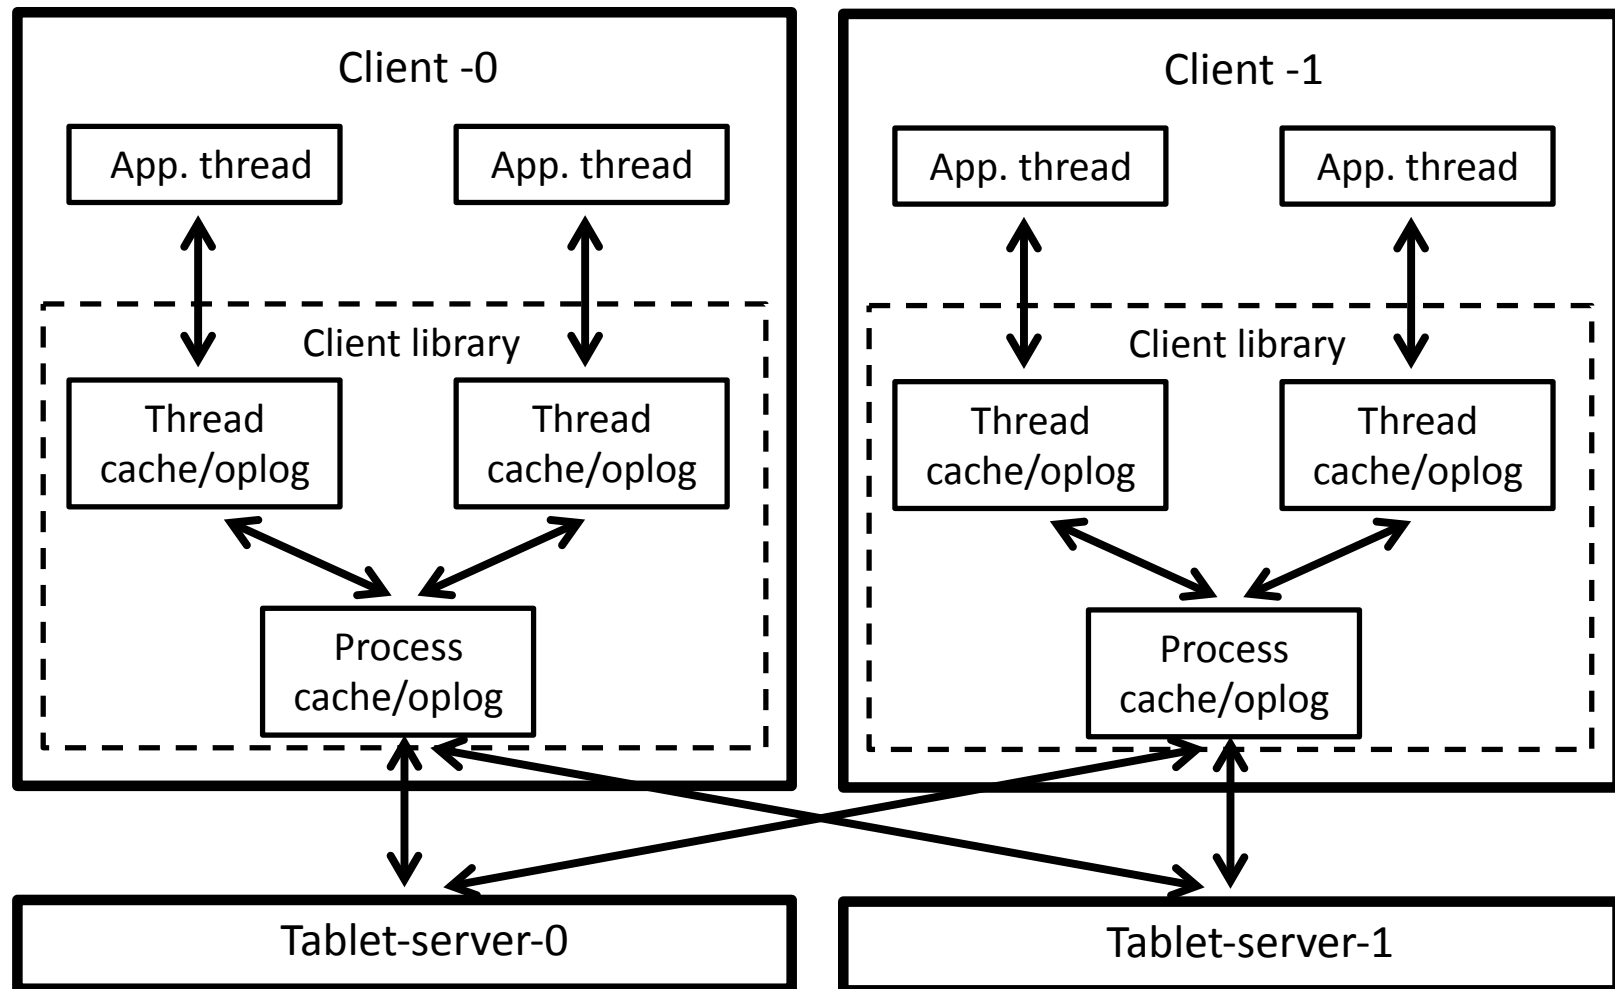 Client -0
App. thread
App. thread
Client library
Thread
cache/oplog
Thread
cache/oplog
Process
cache/oplog
Client -1
App. thread
App. thread
Client library
Thread
cache/oplog
Thread
cache/oplog
Process
cache/oplog
Tablet-server-0
Tablet-server-1